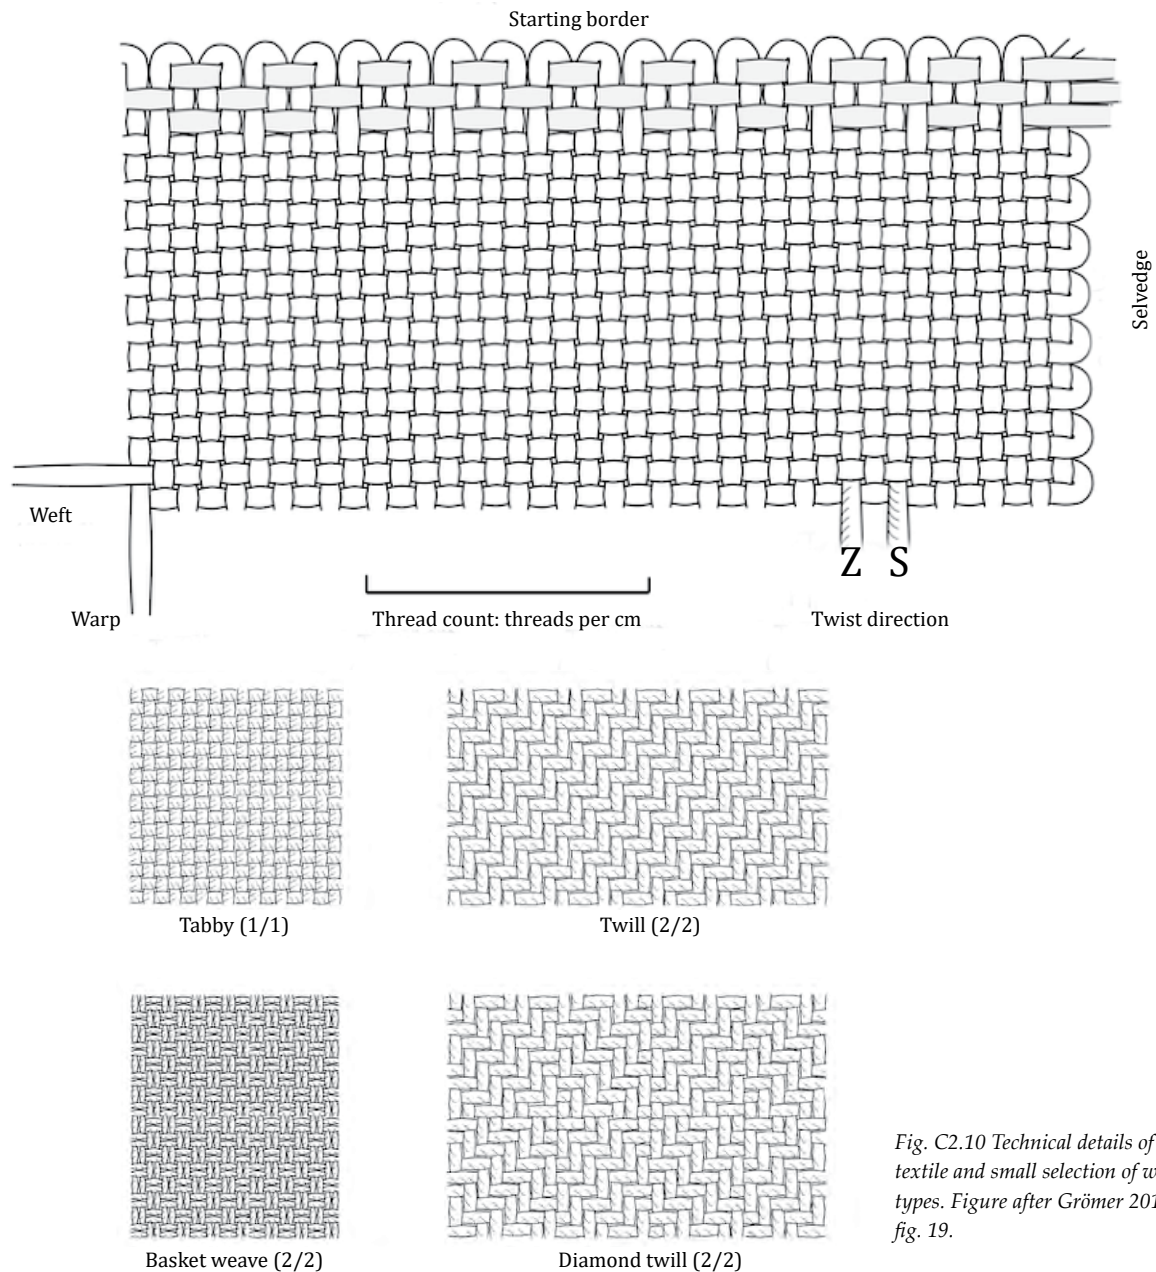 Starting border
Selvedge
Weft
Z S
Warp
Thread count: threads per cm
Twist direction
Tabby (1/1)
Twill (2/2)
Basket weave (2/2)
Diamond twill (2/2)
Fig. C2.10 Technical details of
textile and small selection of
types. Figure after Grömer
fig. 19.